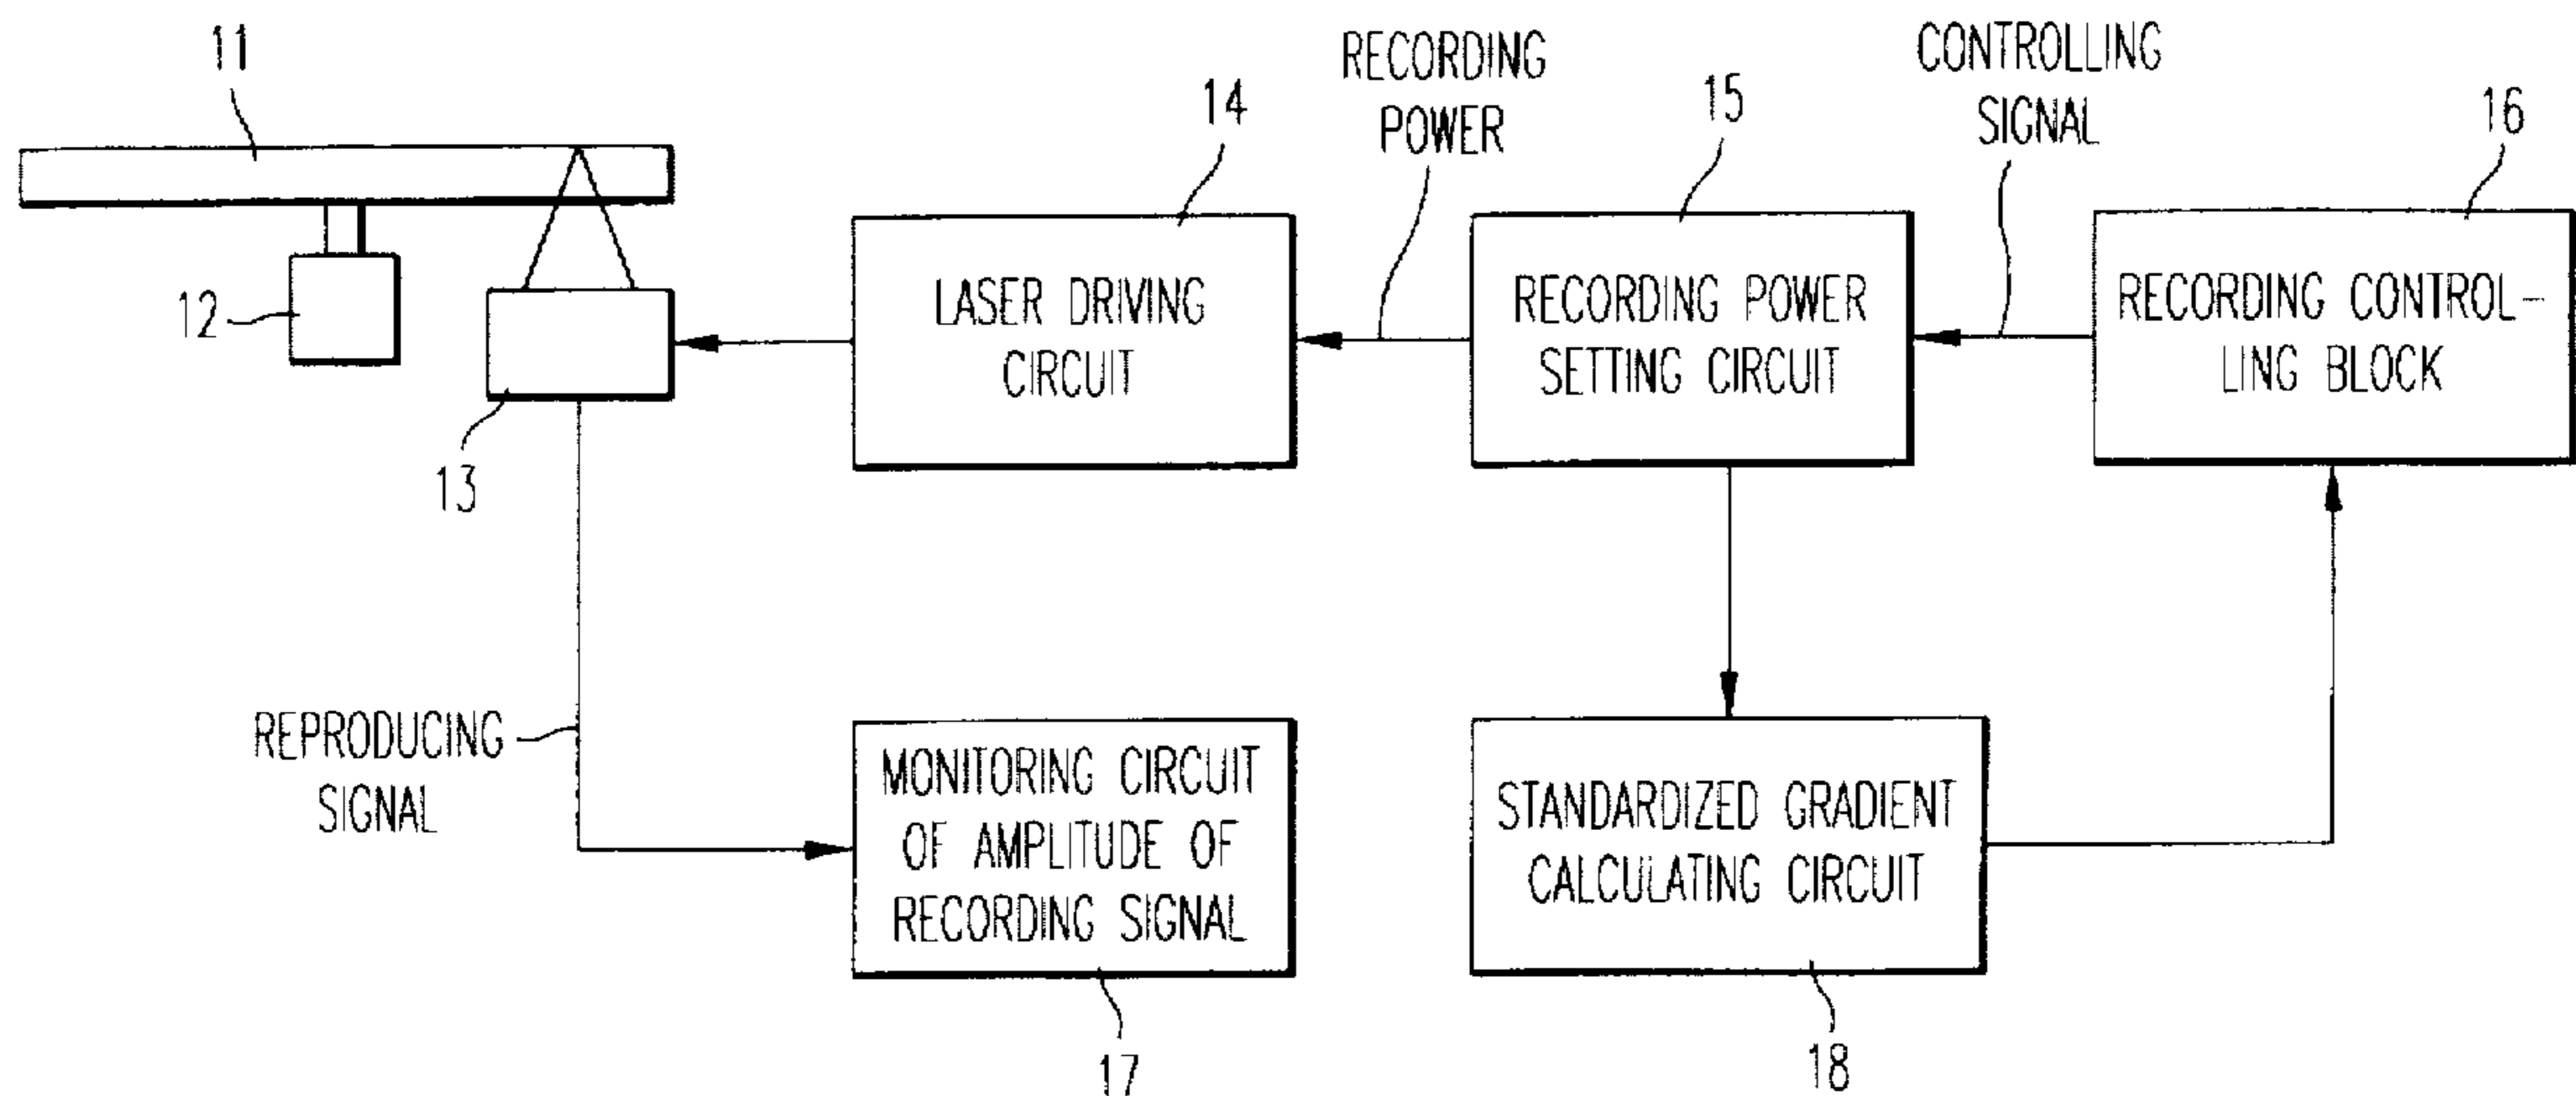 11
12
13
14
RECORDING
POWER
15
CONTROLLING
SIGNAL
16
LASER DRIVING
CIRCUIT
RECORDING POWER
SETTING CIRCUIT
RECORDING CONTROL-
LING BLOCK
REPRODUCING
SIGNAL
MONITORING CIRCUIT
OF AMPLITUDE OF
RECORDING SIGNAL
STANDARDIZED GRADIENT
CALCULATING CIRCUIT
17
18